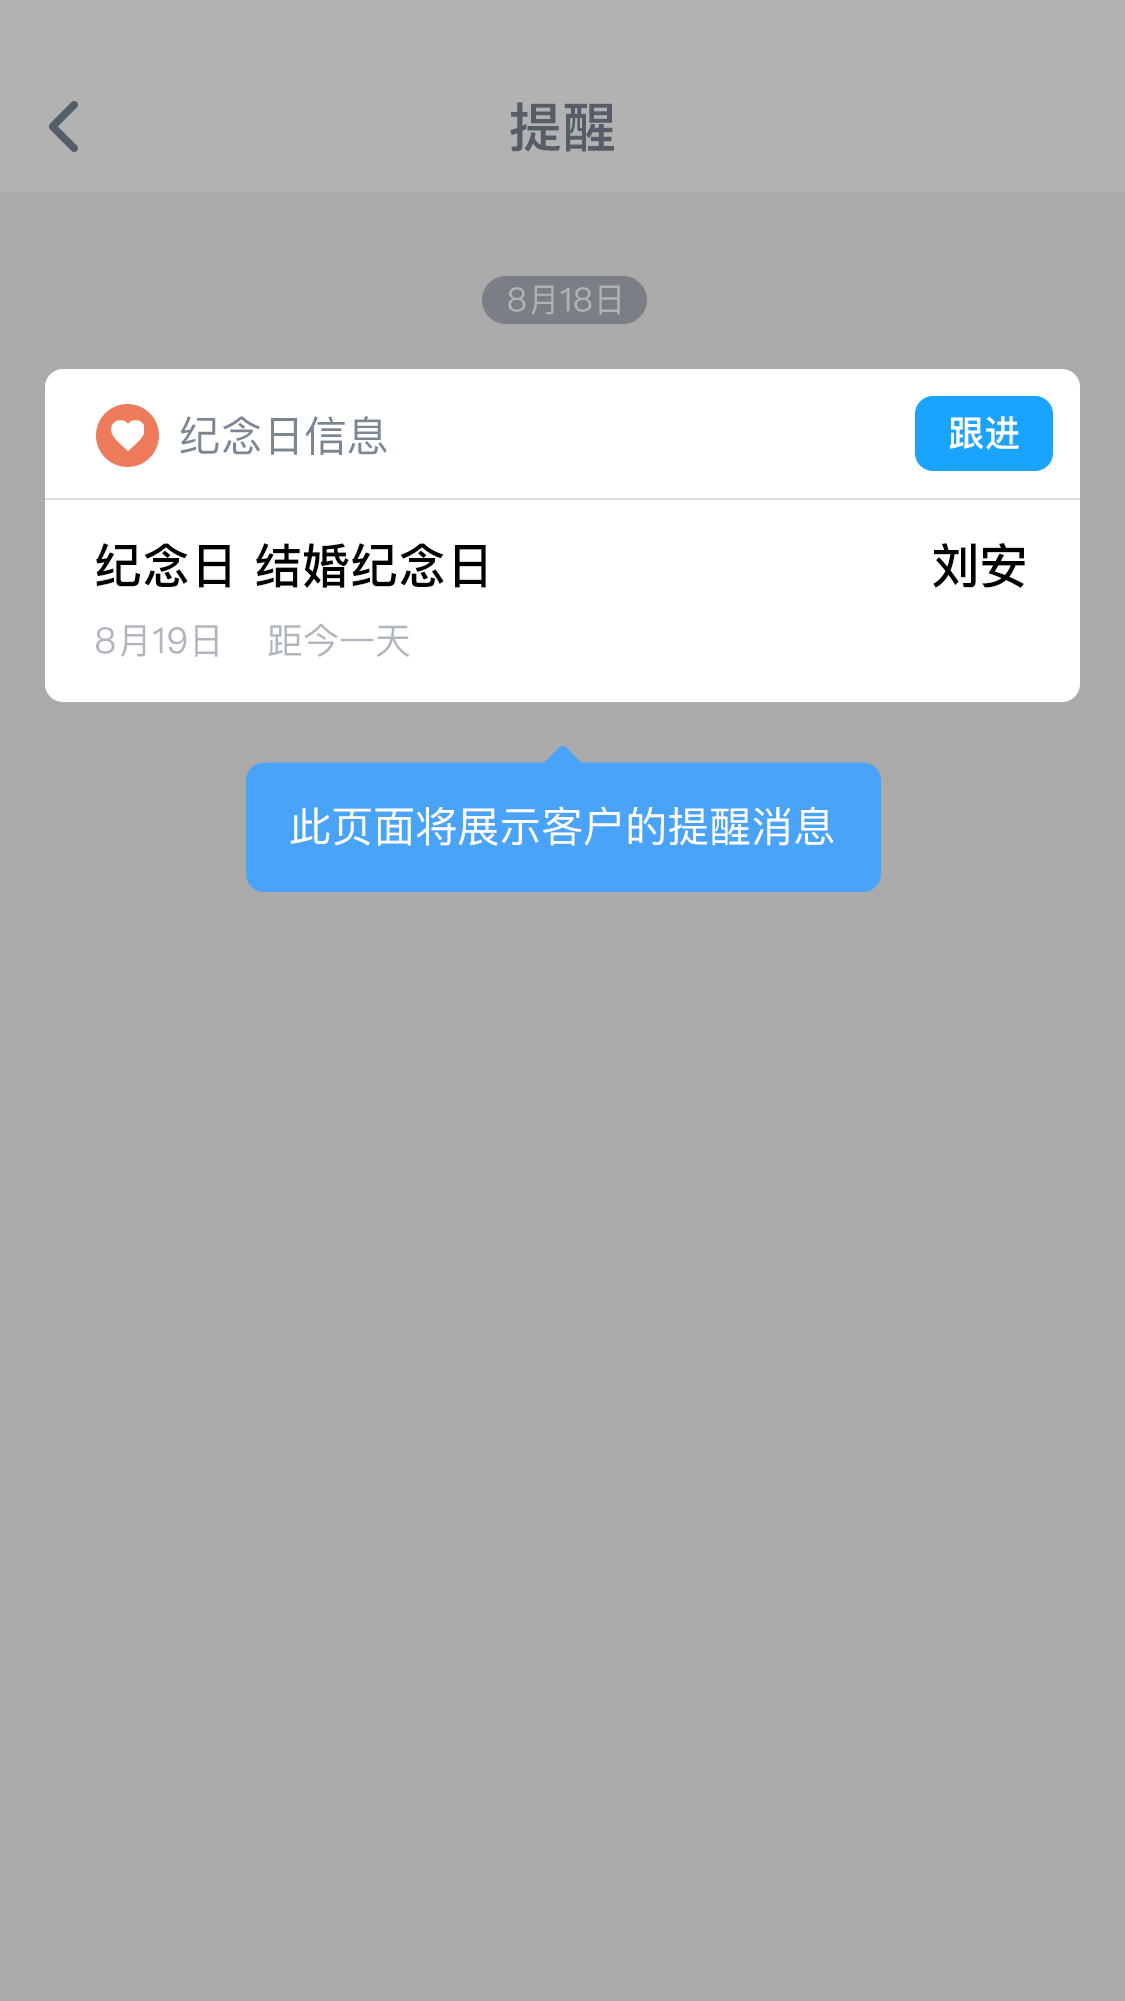 提醒
8月18日
纪念日信息
跟进
纪念日 结婚纪念日
刘安
8月19日 距今一天
此页面将展示客户的提醒消息